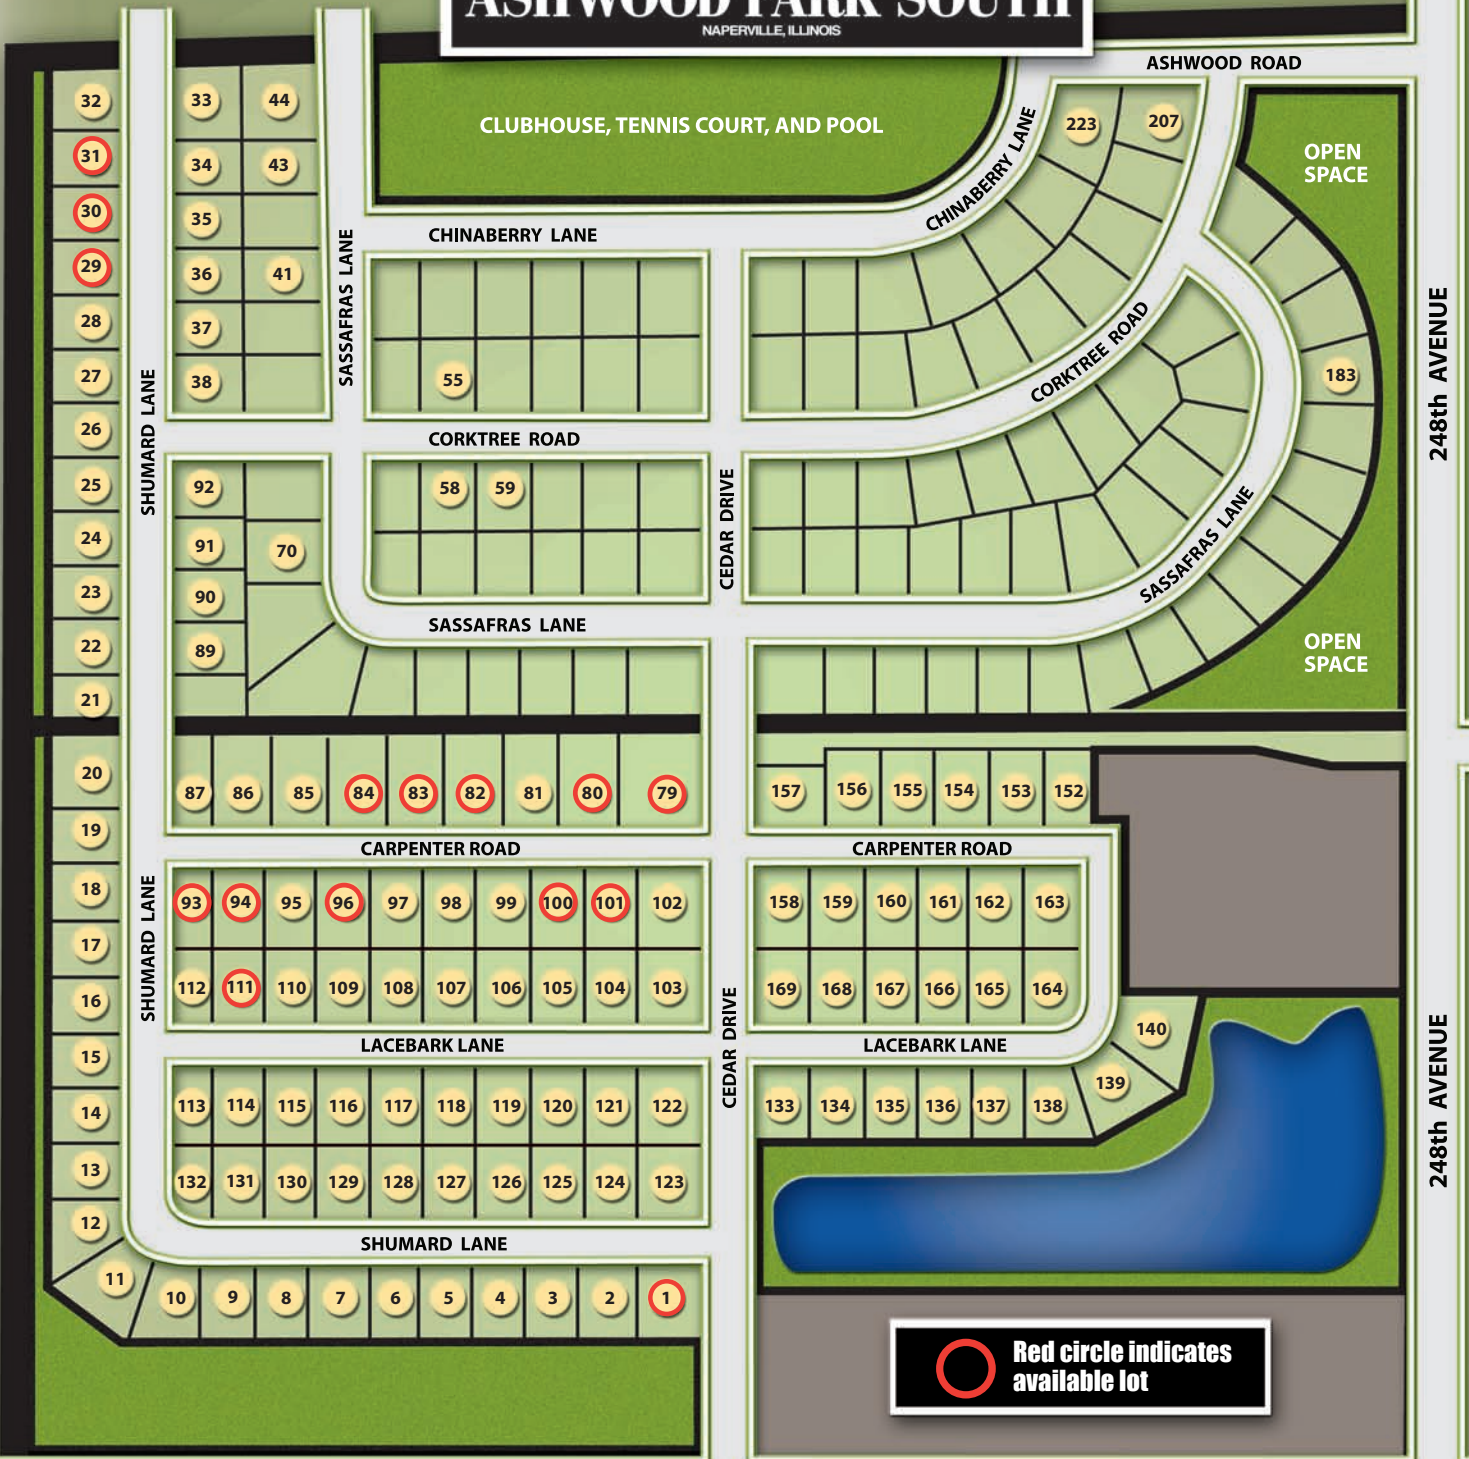 ASHWOOD PARK SOUTH
NAPERVILLE, ILLINOIS
ASHWOOD ROAD
32 33 44
CLUBHOUSE, TENNIS COURT, AND POOL
223 207
OPEN
SPACE
31 34 43
CHINABERRY LANE
30 35
CHINABERRY LANE
29 36 41
SASSAFRAS LANE
28 37
27 38 55
CORKTREE ROAD
183
248th AVENUE
SHUMARD LANE
26
CORKTREE ROAD
25 92 58 59
CEDAR DRIVE
24 91 70
SASSAFRAS LANE
23 90
SASSAFRAS LANE
22 89
OPEN
SPACE
21
20 87 86 85 84 83 82 81 80 79 157 156 155 154 153 152
19
CARPENTER ROAD CARPENTER ROAD
18 93 94 95 96 97 98 99 100 101 102 158 159 160 161 162 163
SHUMARD LANE
17
16 112 111 110 109 108 107 106 105 104 103 169 168 167 166 165 164
CEDAR DRIVE
140
15
LACEBARK LANE LACEBARK LANE
139
248th AVENUE
14 113 114 115 116 117 118 119 120 121 122 133 134 135 136 137 138
13 132 131 130 129 128 127 126 125 124 123
12
SHUMARD LANE
11 10 9 8 7 6 5 4 3 2 1
Red circle indicates
available lot